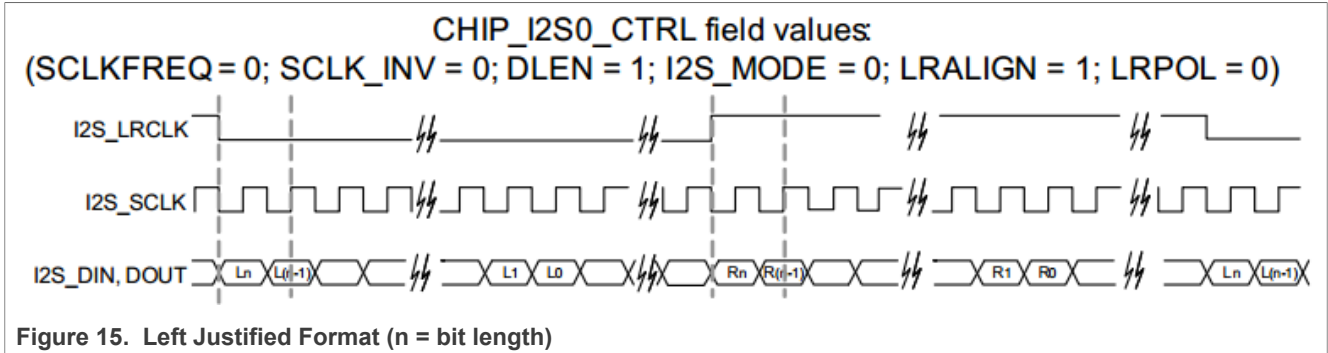 CHIP_I2S0_CTRL field values:
(SCLKFREQ = 0; SCLK_INV = 0; DLEN = 1; I2S_MODE = 0; LRALIGN = 1; LRPOL = 0)
I2S_LRCLK
I2S_SCLK
I2S_DIN, DOUT Ln L(n-1) L1 L0 Rn R(n-1) R1 R0 Ln L(n-1)
Figure 15. Left Justified Format (n = bit length)